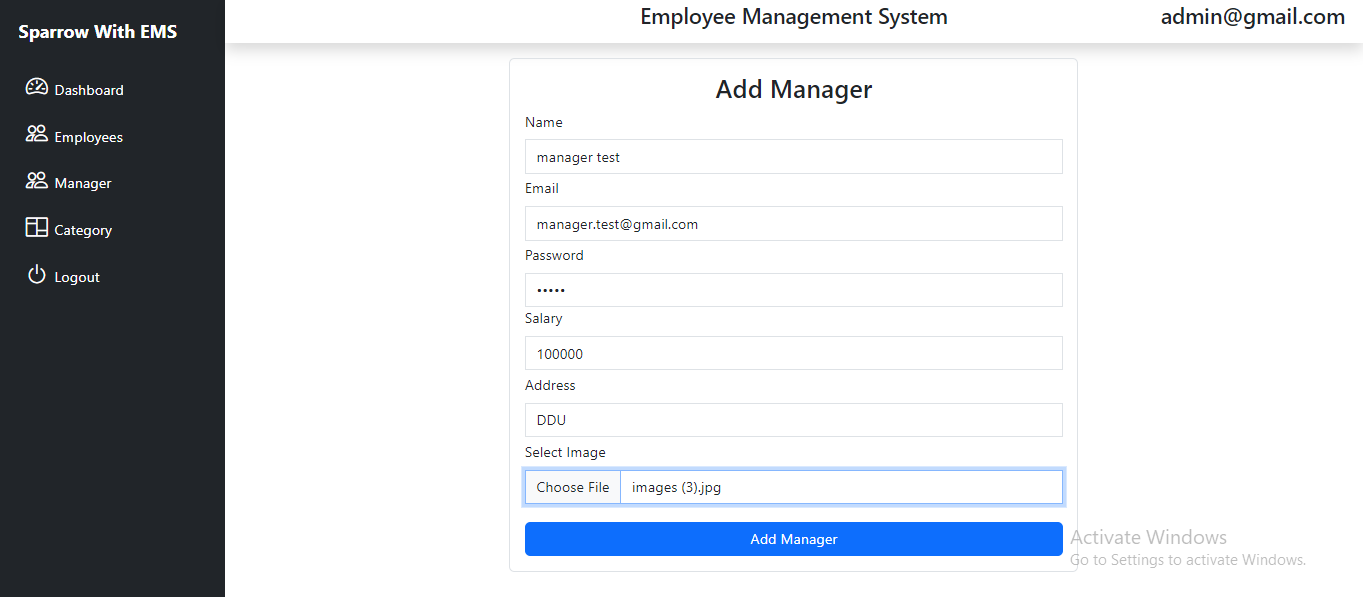 Sparrow With EMS
Dashboard
Employees
Manager
Category
Logout
Employee Management System
admin@gmail.com
Add Manager
Name
manager test
Email
manager.test@gmail.com
Password
•••••
Salary
100000
Address
DDU
Select Image
Choose File images (3).jpg
Add Manager
Activate Windows
Go to Settings to activate Windows.